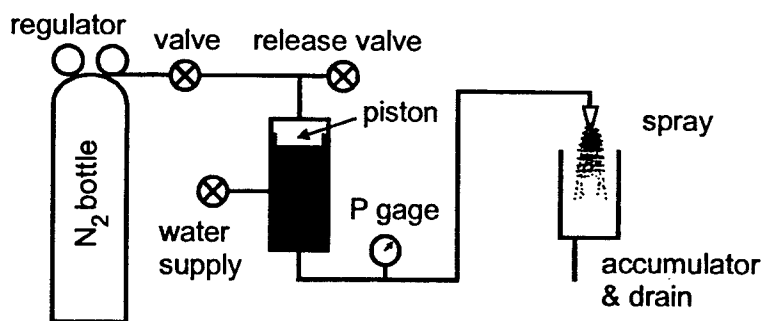 regulator
valve
release valve
piston
spray
N2 bottle
P gage
water
supply
accumulator
& drain